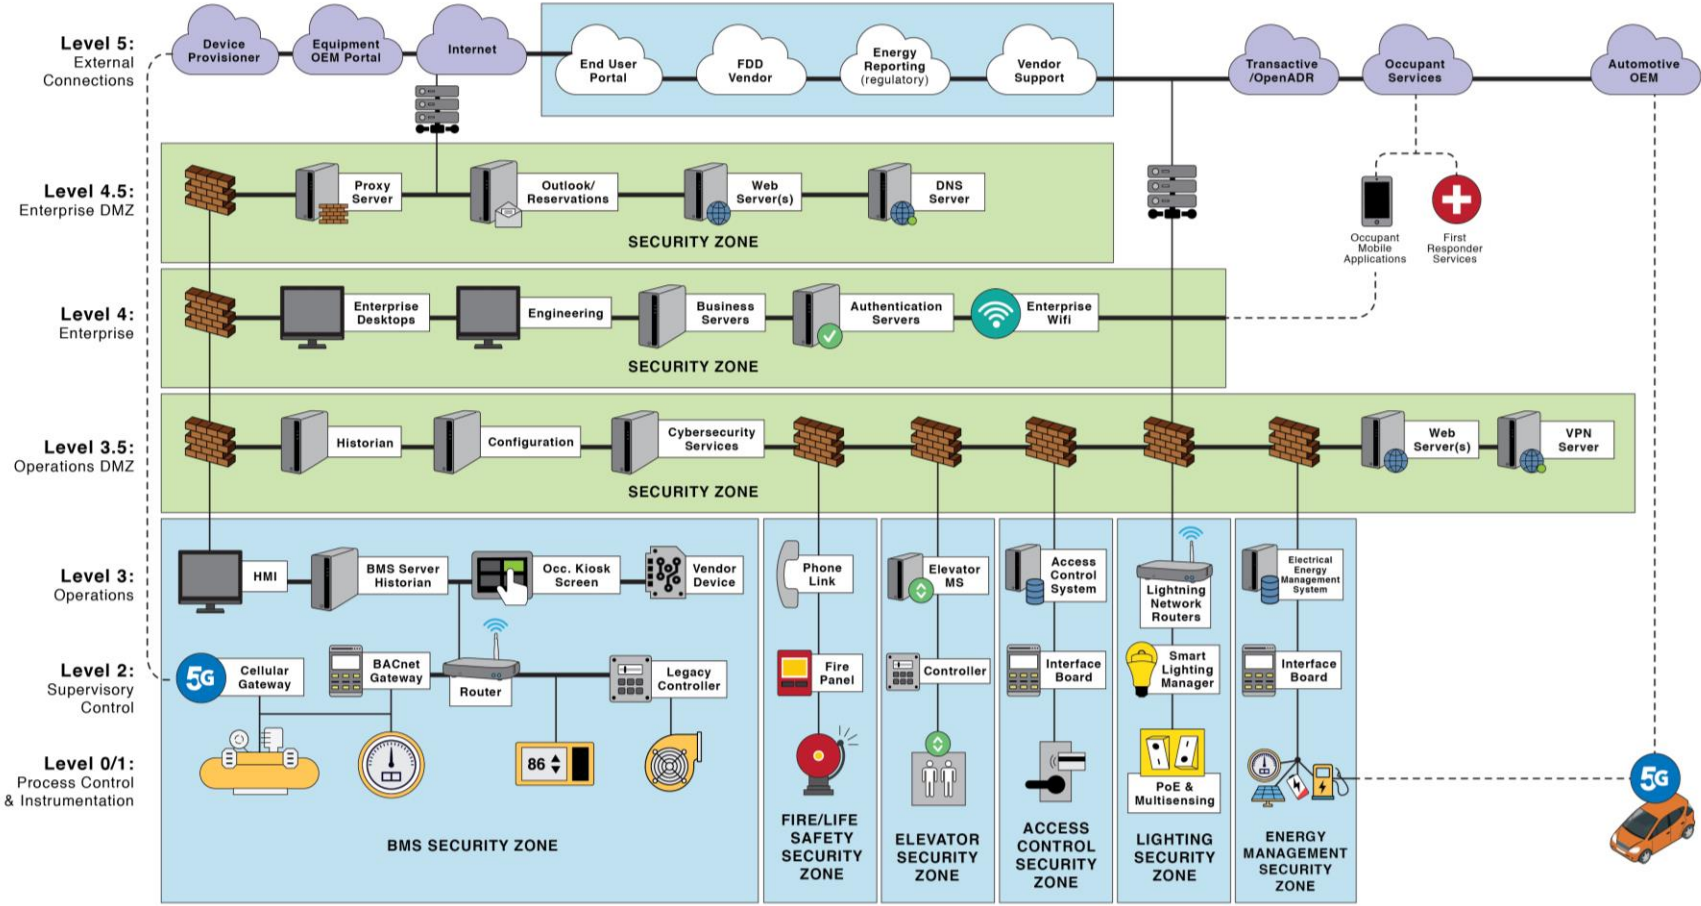 Level 5:
External
Connections
Device
Provisioner
Equipment
OEM Portal
Internet
End User
Portal
FDD
Vendor
Energy
Reporting
(regulatory)
Vendor
Support
Transactive
/OpenADR
Occupant
Services
Automotive
OEM
Level 4.5:
Enterprise DMZ
Proxy
Server
Outlook/
Reservations
Web
Server(s)
DNS
Server
SECURITY ZONE
Occupant
Mobile
Applications
First
Responder
Services
Level 4:
Enterprise
Enterprise
Desktops
Engineering
Business
Servers
Authentication
Servers
Enterprise
Wifi
SECURITY ZONE
Level 3.5:
Operations DMZ
Historian
Configuration
Cybersecurity
Services
Web
Server(s)
VPN
Server
SECURITY ZONE
Level 3:
Operations
HMI
BMS Server
Historian
Occ. Kiosk
Screen
Vendor
Device
Phone
Link
Elevator
MS
Access
Control
System
Lightning
Network
Routers
Electrical
Energy
Management
System
Level 2:
Supervisory
Control
5G
Cellular
Gateway
BACnet
Gateway
Router
Legacy
Controller
Fire
Panel
Controller
Interface
Board
Smart
Lighting
Manager
Interface
Board
Level 0/1:
Process Control
& Instrumentation
86
PoE &
Multisensing
5G
BMS SECURITY ZONE
FIRE/LIFE
SAFETY
SECURITY
ZONE
ELEVATOR
SECURITY
ZONE
ACCESS
CONTROL
SECURITY
ZONE
LIGHTING
SECURITY
ZONE
ENERGY
MANAGEMENT
SECURITY
ZONE